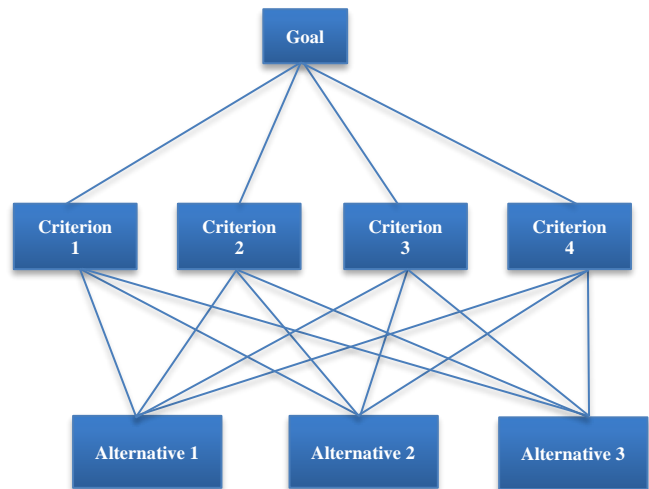 Goal
Criterion
1
Criterion
2
Criterion
3
Criterion
4
Alternative 1
Alternative 2
Alternative 3